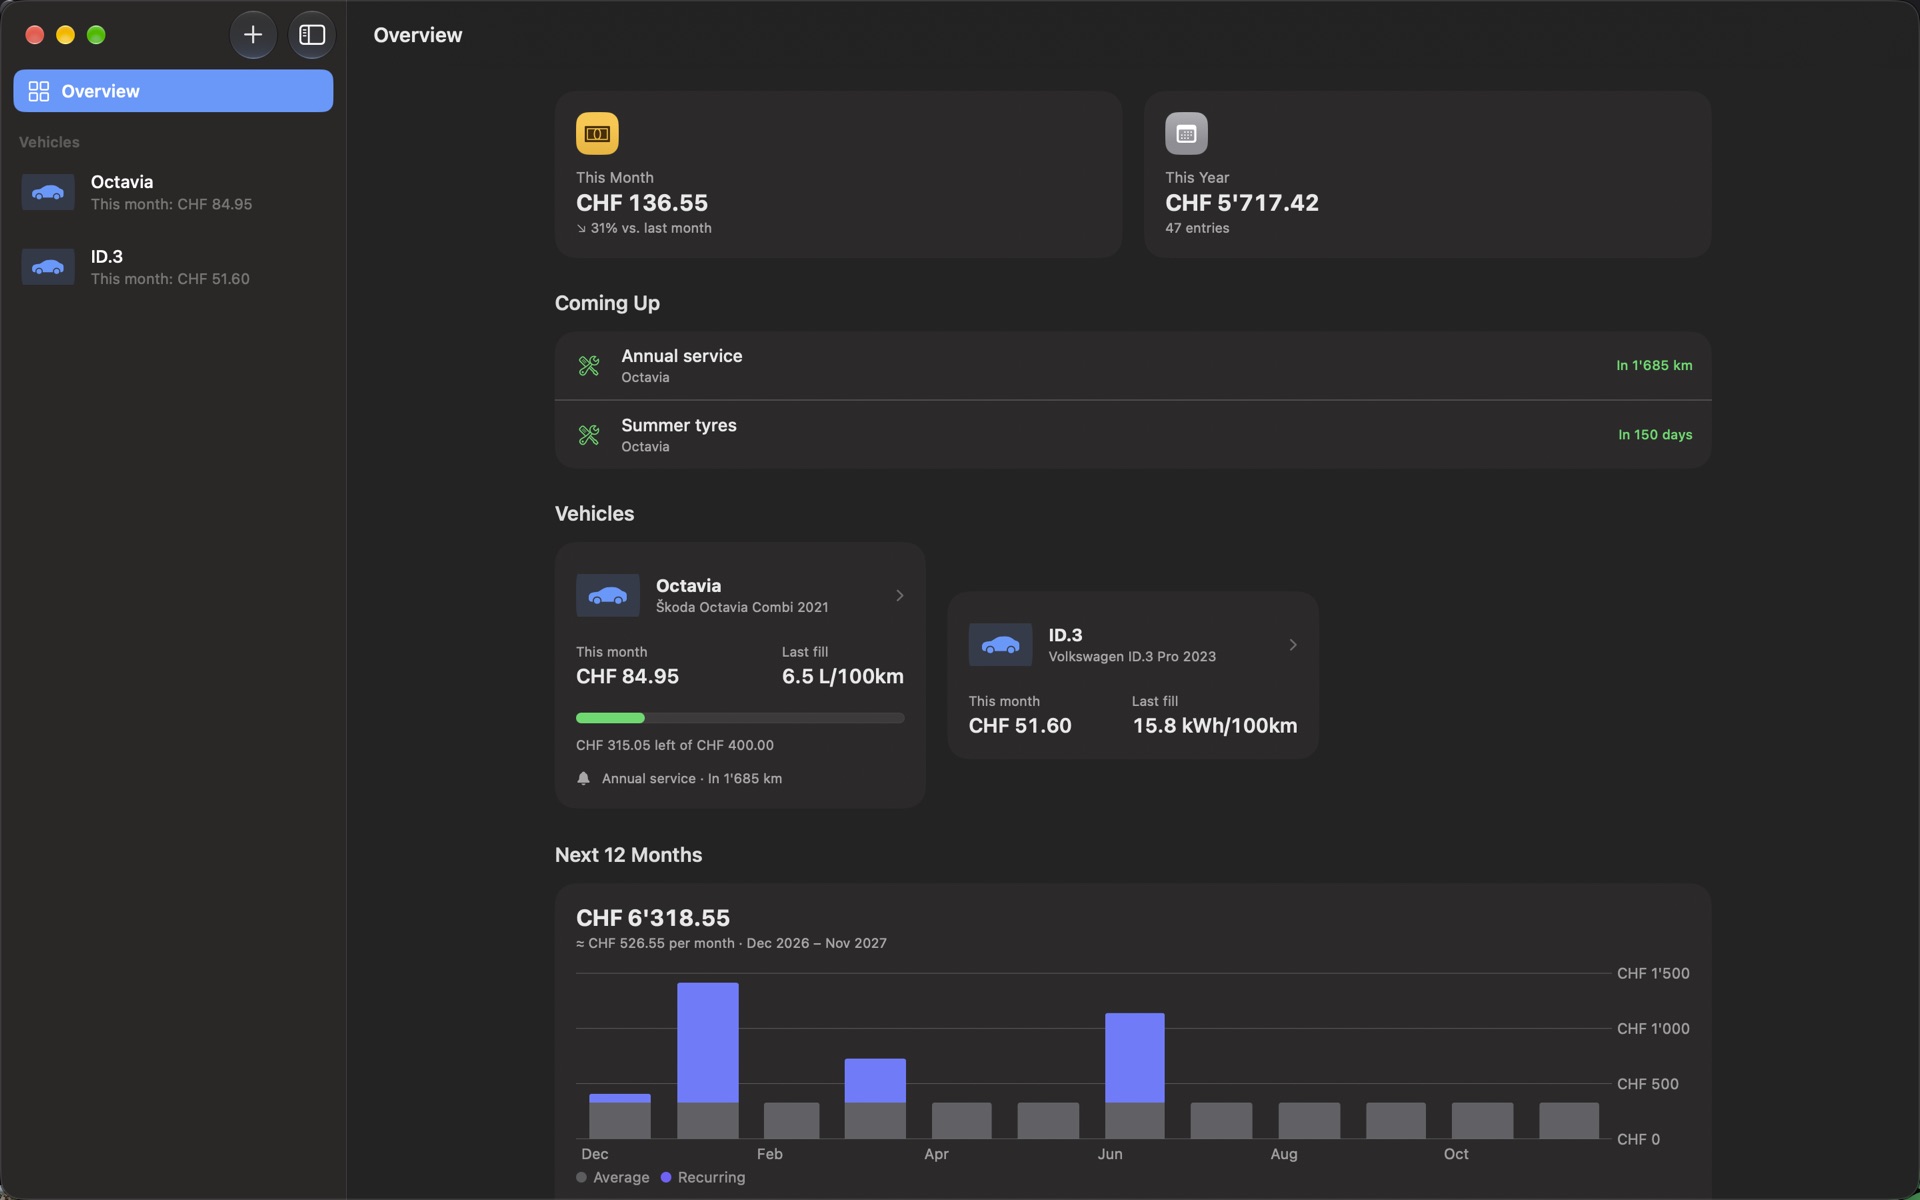 Overview
Overview
Vehicles
Octavia
This month: CHF 84.95
ID.3
This month: CHF 51.60
This Month
CHF 136.55
↘ 31% vs. last month
This Year
CHF 5'717.42
47 entries
Coming Up
Annual service
Octavia
In 1'685 km
Summer tyres
Octavia
In 150 days
Vehicles
Octavia
Škoda Octavia Combi 2021
This month
CHF 84.95
Last fill
6.5 L/100km
CHF 315.05 left of CHF 400.00
Annual service · In 1'685 km
ID.3
Volkswagen ID.3 Pro 2023
This month
CHF 51.60
Last fill
15.8 kWh/100km
Next 12 Months
CHF 6'318.55
≈ CHF 526.55 per month · Dec 2026 – Nov 2027
CHF 1'500
CHF 1'000
CHF 500
CHF 0
Dec Feb Apr Jun Aug Oct
Average Recurring